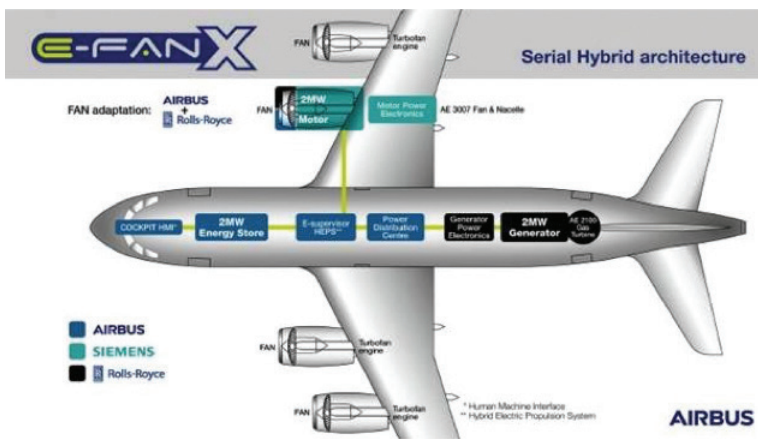 E-FAN X
Serial Hybrid architecture
FAN
Turbofan
engine
FAN adaptation:
AIRBUS
+
Rolls-Royce
FAN
2MW
Motor
Motor Power
Electronics
AE 3007 Fan & Nacelle
COCKPIT HMI*
2MW
Energy Store
E-supervisor
HEPS**
Power
Distribution
Centre
Generator
Power
Electronics
2MW
Generator
AE 2100
Gas
Turbine
AIRBUS
SIEMENS
Rolls-Royce
FAN
Turbofan
engine
FAN
Turbofan
engine
* Human Machine Interface
** Hybrid Electric Propulsion System
AIRBUS